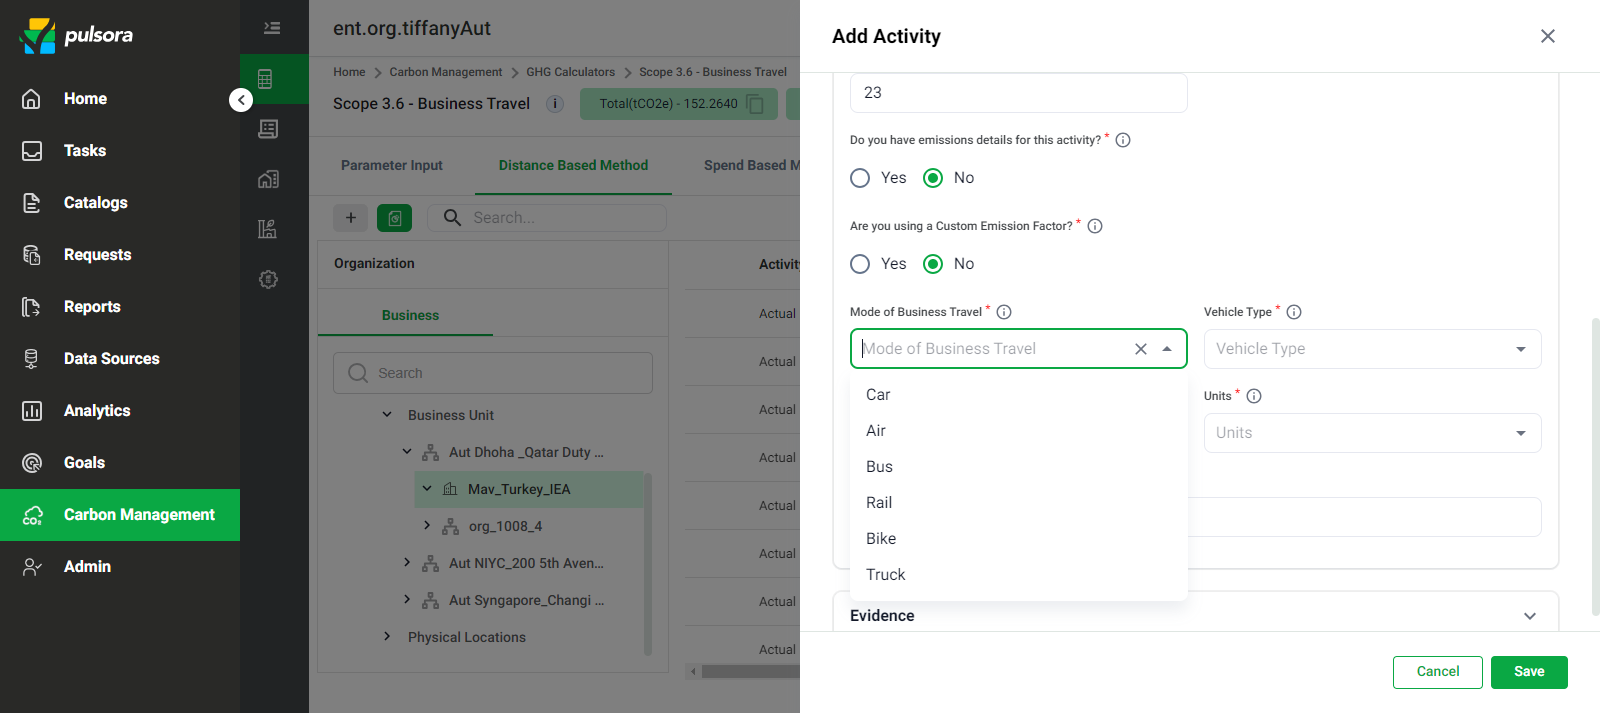 pulsora
Home
Tasks
Catalogs
Requests
Reports
Data Sources
Analytics
Goals
Carbon Management
Admin
ent.org.tiffanyAut
Home > Carbon Management > GHG Calculators > Scope 3.6 - Business Travel
Scope 3.6 - Business Travel i Total(tCO2e) - 152.2640
Parameter Input Distance Based Method Spend Based M
+ Search...
Organization
Business
Search
Business Unit
Aut Dhoha _Qatar Duty ...
Mav_Turkey_IEA
org_1008_4
Aut NIYC_200 5th Aven...
Aut Syngapore_Changi ...
Physical Locations
Activity
Actual
Actual
Actual
Actual
Actual
Actual
Actual
Actual
Add Activity
23
Do you have emissions details for this activity? *
Yes No
Are you using a Custom Emission Factor? *
Yes No
Mode of Business Travel * Vehicle Type *
Mode of Business Travel Vehicle Type
Car
Air
Bus
Rail
Bike
Truck
Units *
Units
Evidence
Cancel Save